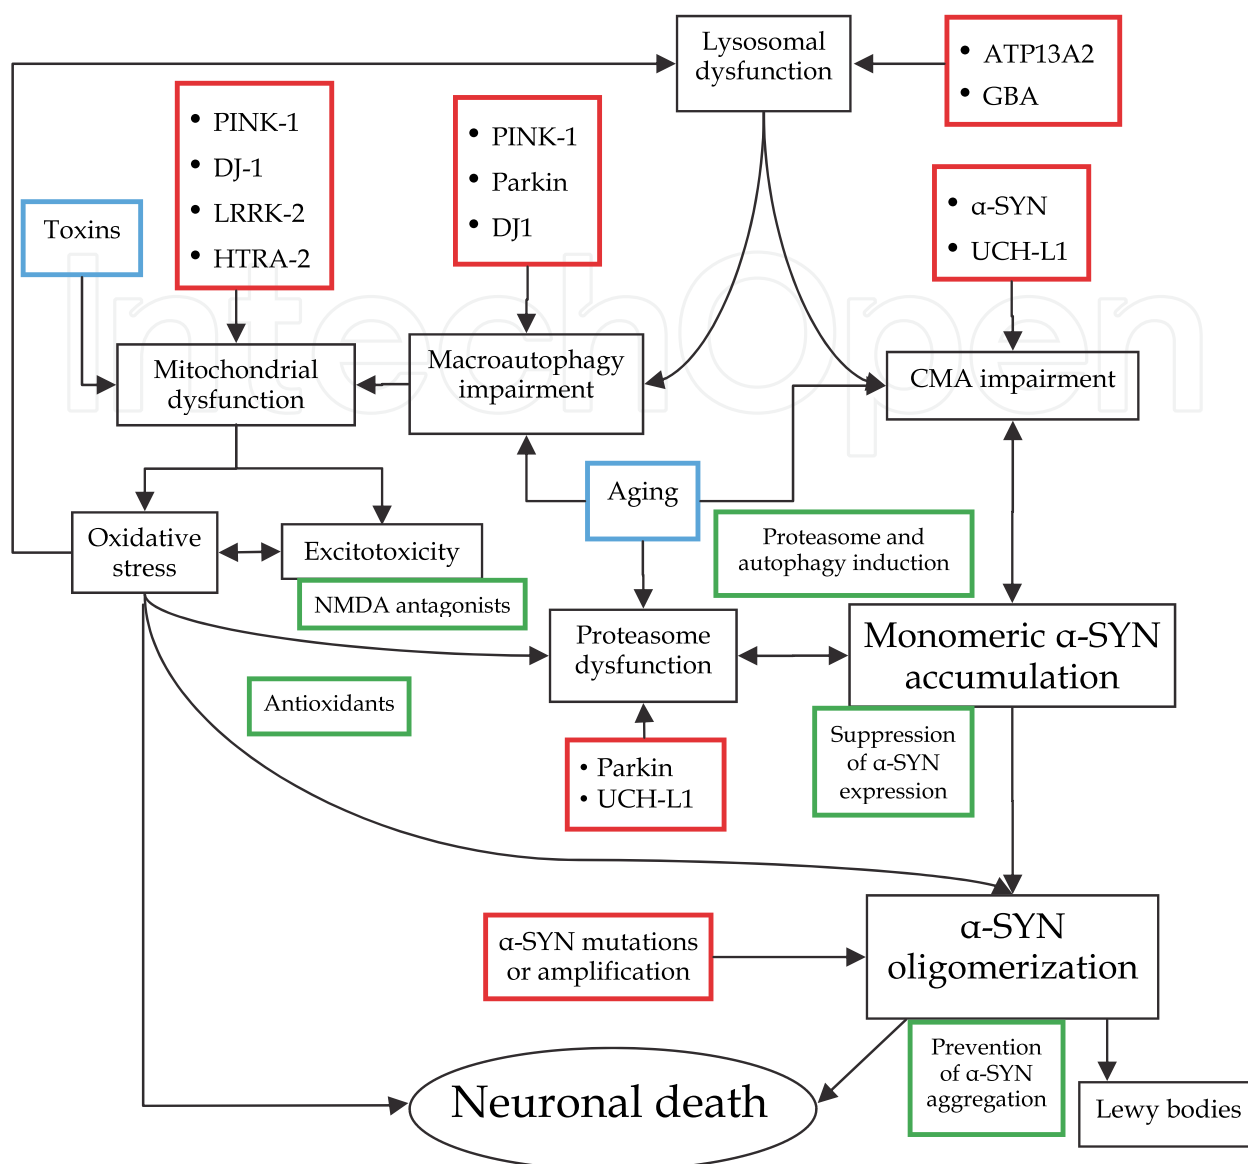 Lysosomal
dysfunction
• ATP13A2
• GBA
• PINK-1
• DJ-1
• LRRK-2
• HTRA-2
• PINK-1
• Parkin
• DJ1
• α-SYN
• UCH-L1
Toxins
IntechOpen
Mitochondrial
dysfunction
Macroautophagy
impairment
CMA impairment
Aging
Oxidative
stress
Excitotoxicity
NMDA antagonists
Proteasome and
autophagy induction
Proteasome
dysfunction
Monomeric α-SYN
accumulation
Antioxidants
Suppression
of α-SYN
expression
• Parkin
• UCH-L1
α-SYN mutations
or amplification
α-SYN
oligomerization
Prevention
of α-SYN
aggregation
Neuronal death
Lewy bodies